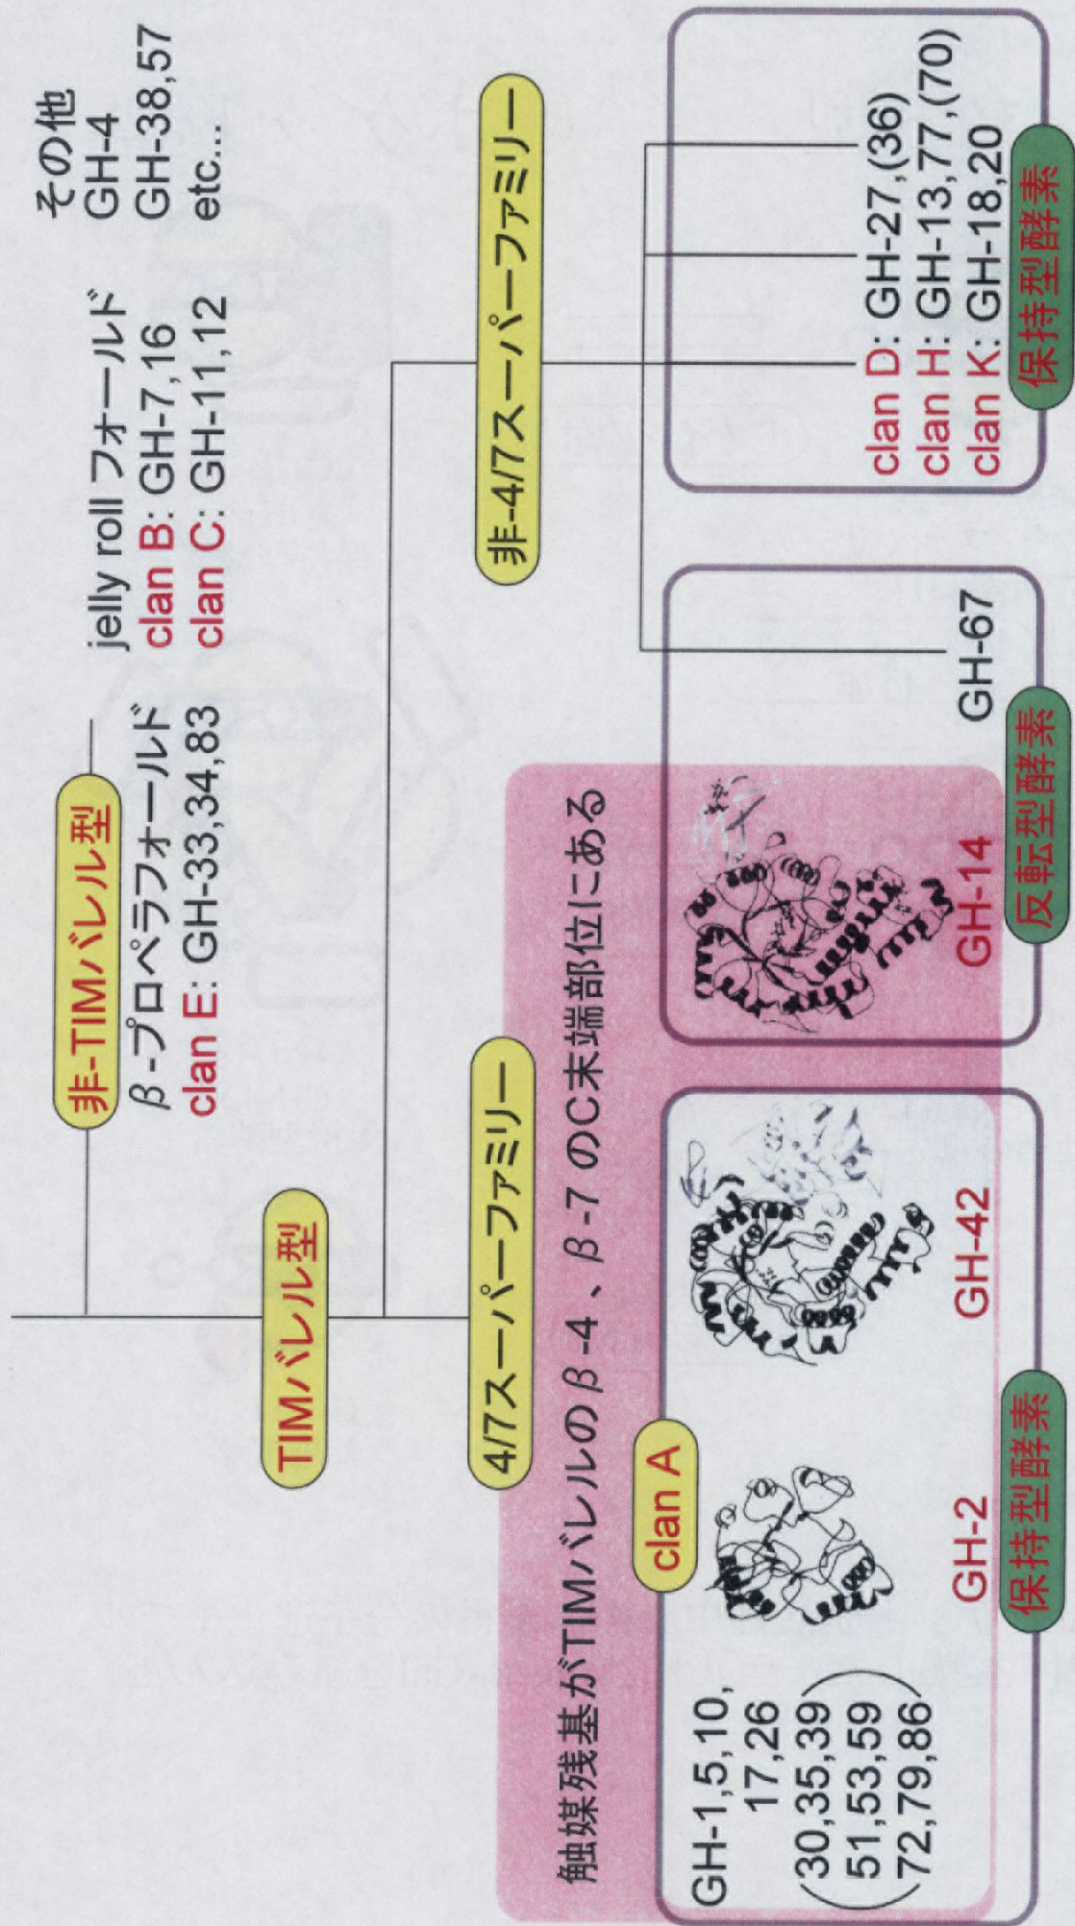 非-TIMバレル型
β-プロペラフォールド
clan E: GH-33,34,83
jelly roll フォールド
clan B: GH-7,16
clan C: GH-11,12
その他
GH-4
GH-38,57
etc...
TIMバレル型
4/7スーパーファミリー
非-4/7スーパーファミリー
触媒残基がTIMバレルのβ-4、β-7のC末端部位にある
clan A
GH-1,5,10,
17,26
(30,35,39
51,53,59
72,79,86)
GH-2
GH-42
保持型酵素
GH-14
GH-67
反転型酵素
clan D: GH-27,(36)
clan H: GH-13,77,(70)
clan K: GH-18,20
保持型酵素